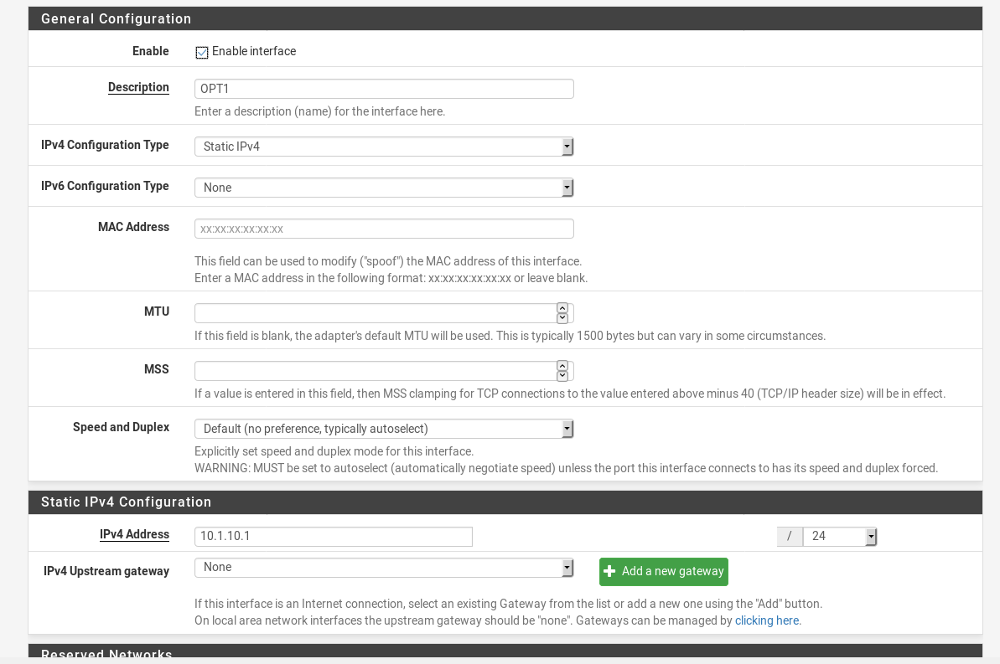 General Configuration
Enable Enable interface
Description OPT1
Enter a description (name) for the interface here.
IPv4 Configuration Type Static IPv4
IPv6 Configuration Type None
MAC Address xx:xx:xx:xx:xx:xx
This field can be used to modify ("spoof") the MAC address of this interface.
Enter a MAC address in the following format: xx:xx:xx:xx:xx:xx or leave blank.
MTU
If this field is blank, the adapter's default MTU will be used. This is typically 1500 bytes but can vary in some circumstances.
MSS
If a value is entered in this field, then MSS clamping for TCP connections to the value entered above minus 40 (TCP/IP header size) will be in effect.
Speed and Duplex Default (no preference, typically autoselect)
Explicitly set speed and duplex mode for this interface.
WARNING: MUST be set to autoselect (automatically negotiate speed) unless the port this interface connects to has its speed and duplex forced.
Static IPv4 Configuration
IPv4 Address 10.1.10.1 / 24
IPv4 Upstream gateway None Add a new gateway
If this interface is an Internet connection, select an existing Gateway from the list or add a new one using the "Add" button.
On local area network interfaces the upstream gateway should be "none". Gateways can be managed by clicking here.
Reserved Networks